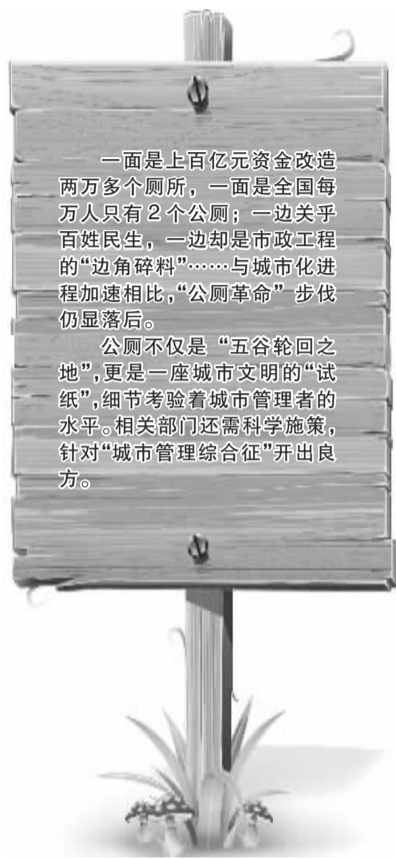 一面是上百亿元资金改造
两万多个厕所，一面是全国每
万人只有２个公厕；一边关乎
百姓民生，一边却是市政工程
的“边角碎料”……与城市化进
程加速相比，“公厕革命”步伐
仍显落后。
公厕不仅是“五谷轮回之
地”，更是一座城市文明的“试
纸”，细节考验着城市管理者的
水平。相关部门还需科学施策，
针对“城市管理综合征”开出良
方。